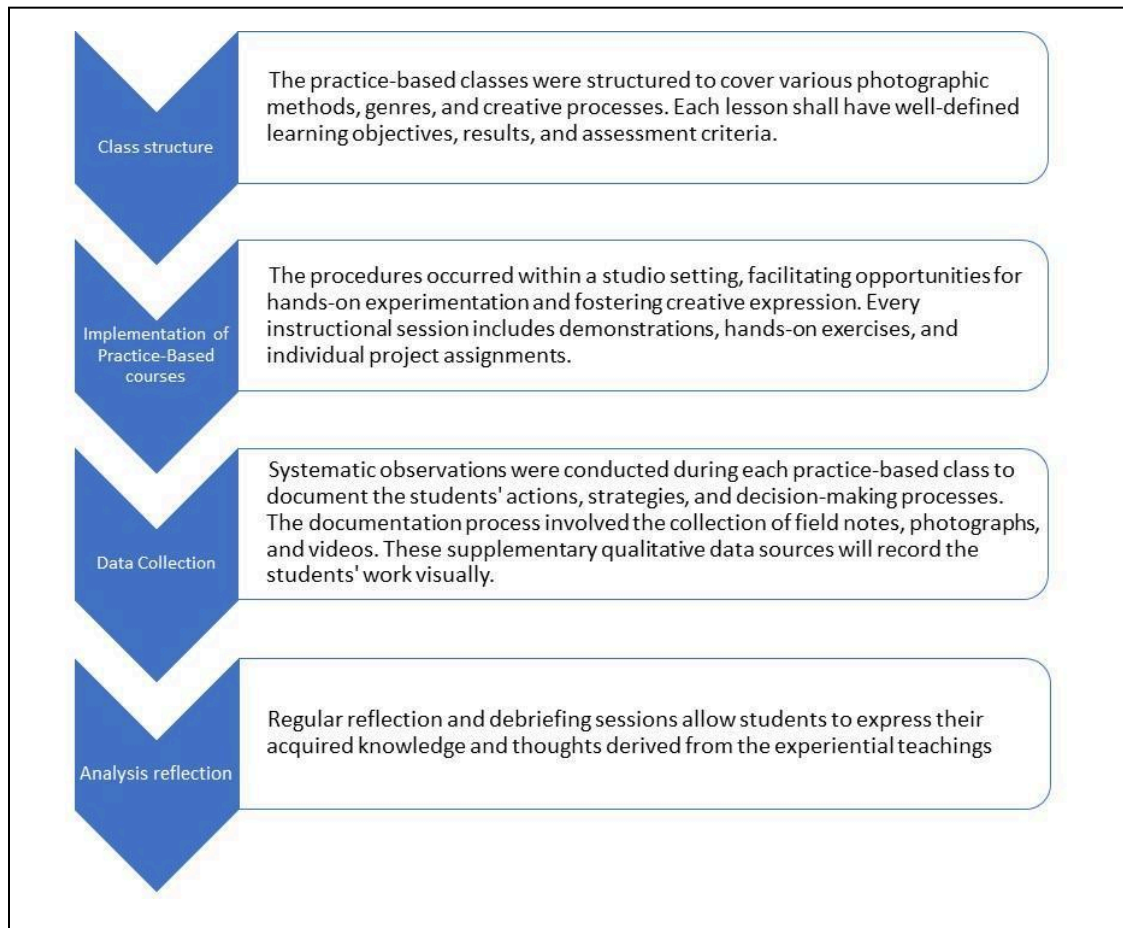 Class structure
The practice-based classes were structured to cover various photographic
methods, genres, and creative processes. Each lesson shall have well-defined
learning objectives, results, and assessment criteria.
Implementation of
Practice-Based
courses
The procedures occurred within a studio setting, facilitating opportunities for
hands-on experimentation and fostering creative expression. Every
instructional session includes demonstrations, hands-on exercises, and
individual project assignments.
Data Collection
Systematic observations were conducted during each practice-based class to
document the students' actions, strategies, and decision-making processes.
The documentation process involved the collection of field notes, photographs,
and videos. These supplementary qualitative data sources will record the
students' work visually.
Analysis reflection
Regular reflection and debriefing sessions allow students to express their
acquired knowledge and thoughts derived from the experiential teachings